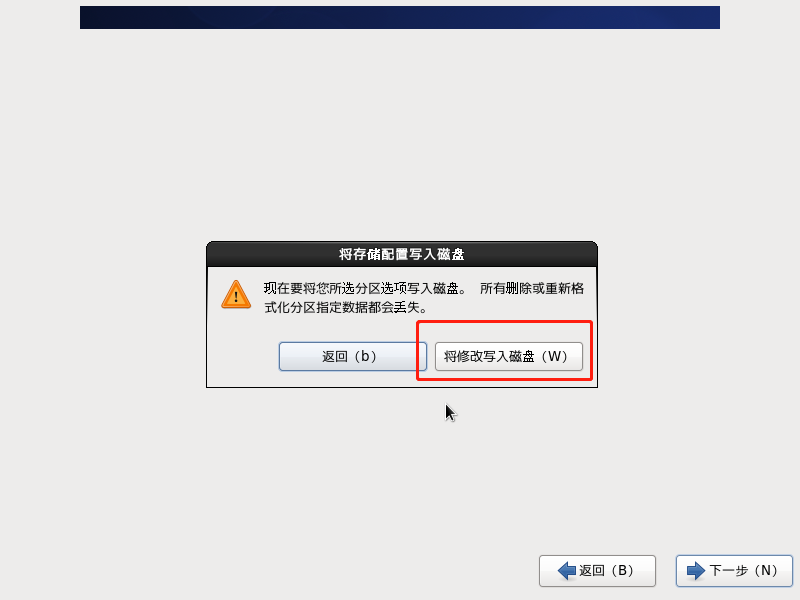 将存储配置写入磁盘
现在要将您所选分区选项写入磁盘。 所有删除或重新格
式化分区指定数据都会丢失。
返回（b）
将修改写入磁盘（W）
返回（B）
下一步（N）